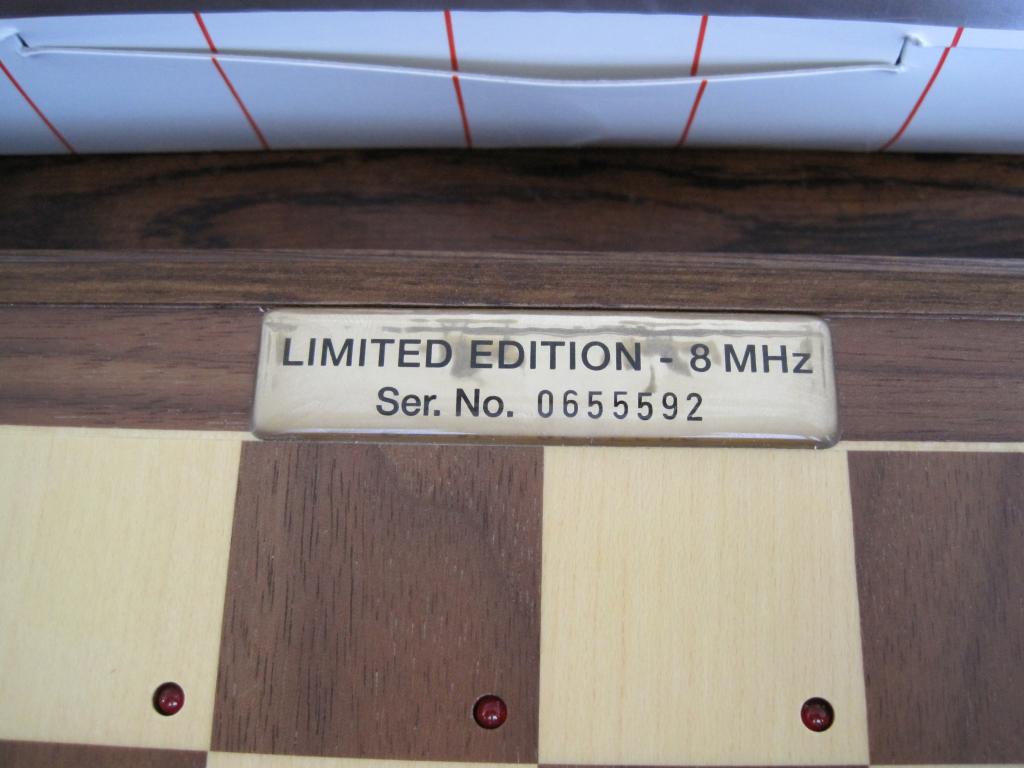 LIMITED EDITION - 8 MHz
Ser. No. 0655592